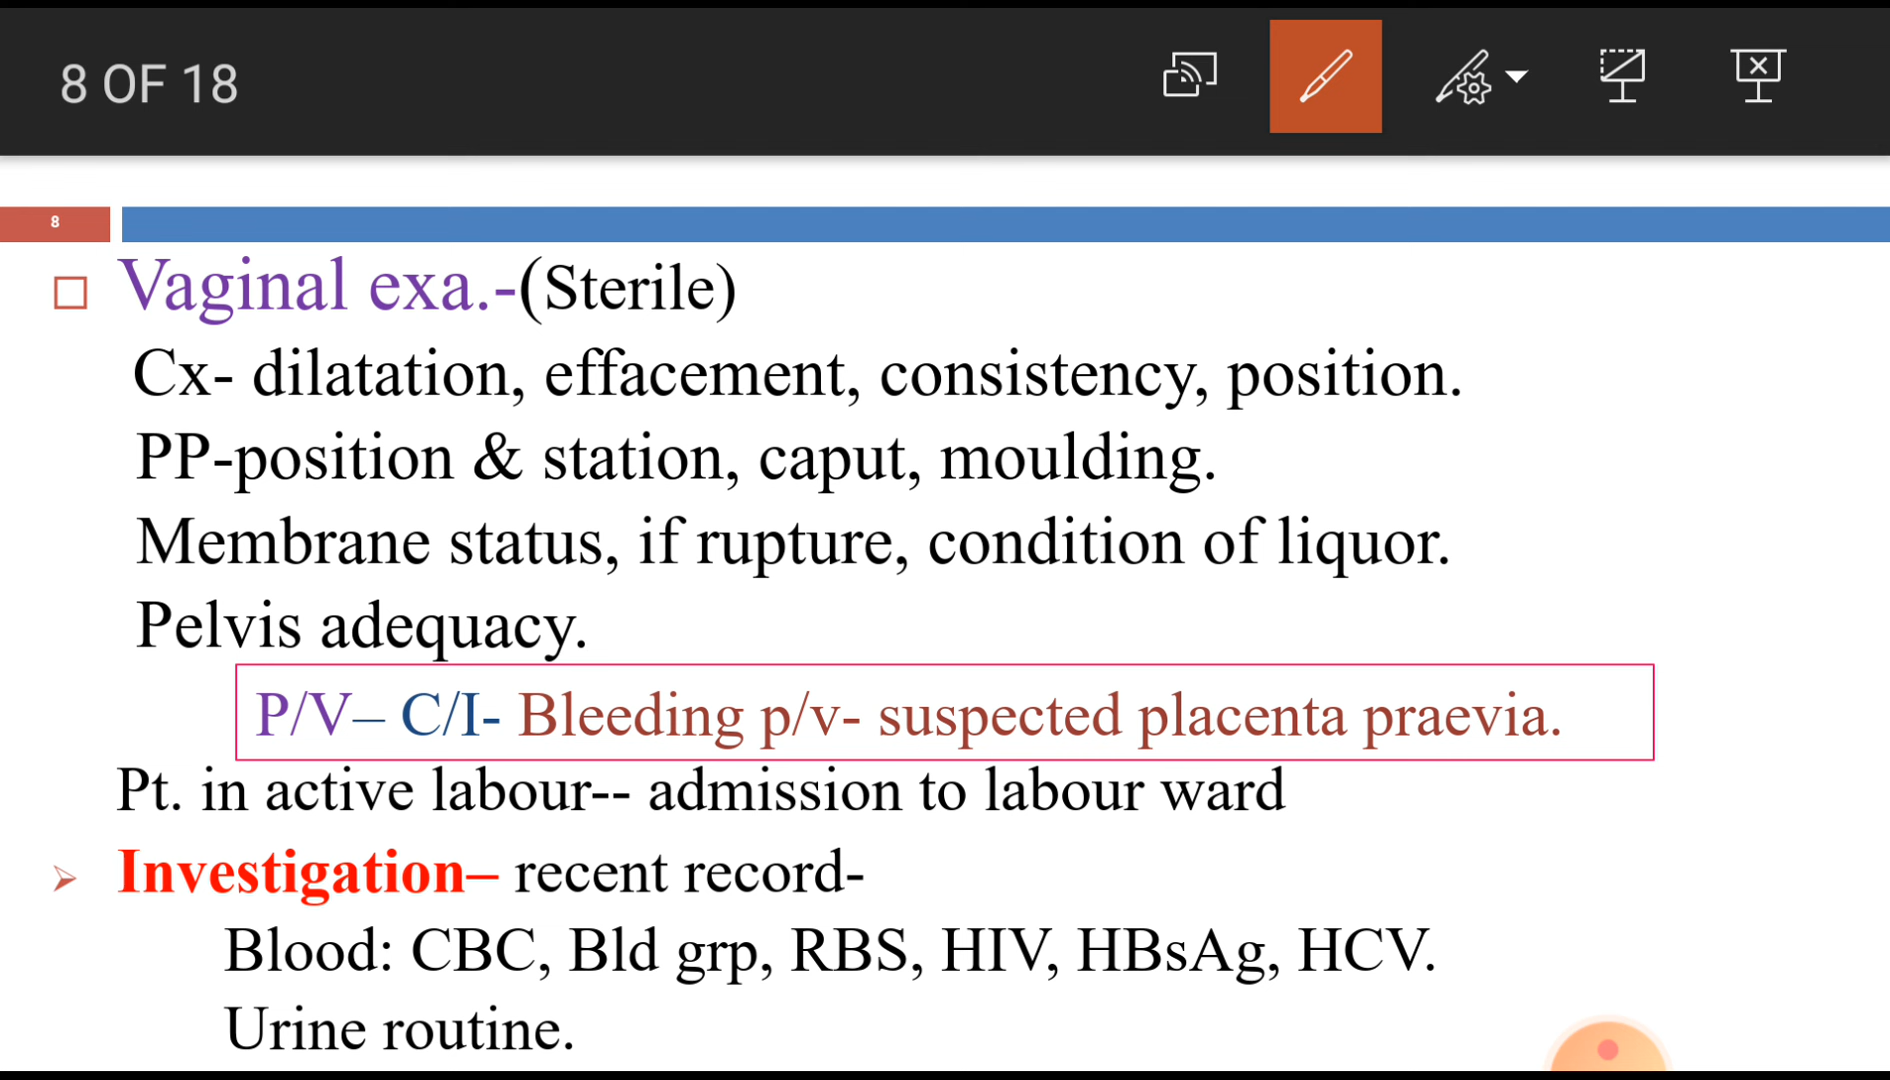 8 OF 18
8
Vaginal exa.-(Sterile)
Cx- dilatation, effacement, consistency, position.
PP-position & station, caput, moulding.
Membrane status, if rupture, condition of liquor.
Pelvis adequacy.
P/V– C/I- Bleeding p/v- suspected placenta praevia.
Pt. in active labour-- admission to labour ward
Investigation– recent record-
Blood: CBC, Bld grp, RBS, HIV, HBsAg, HCV.
Urine routine.